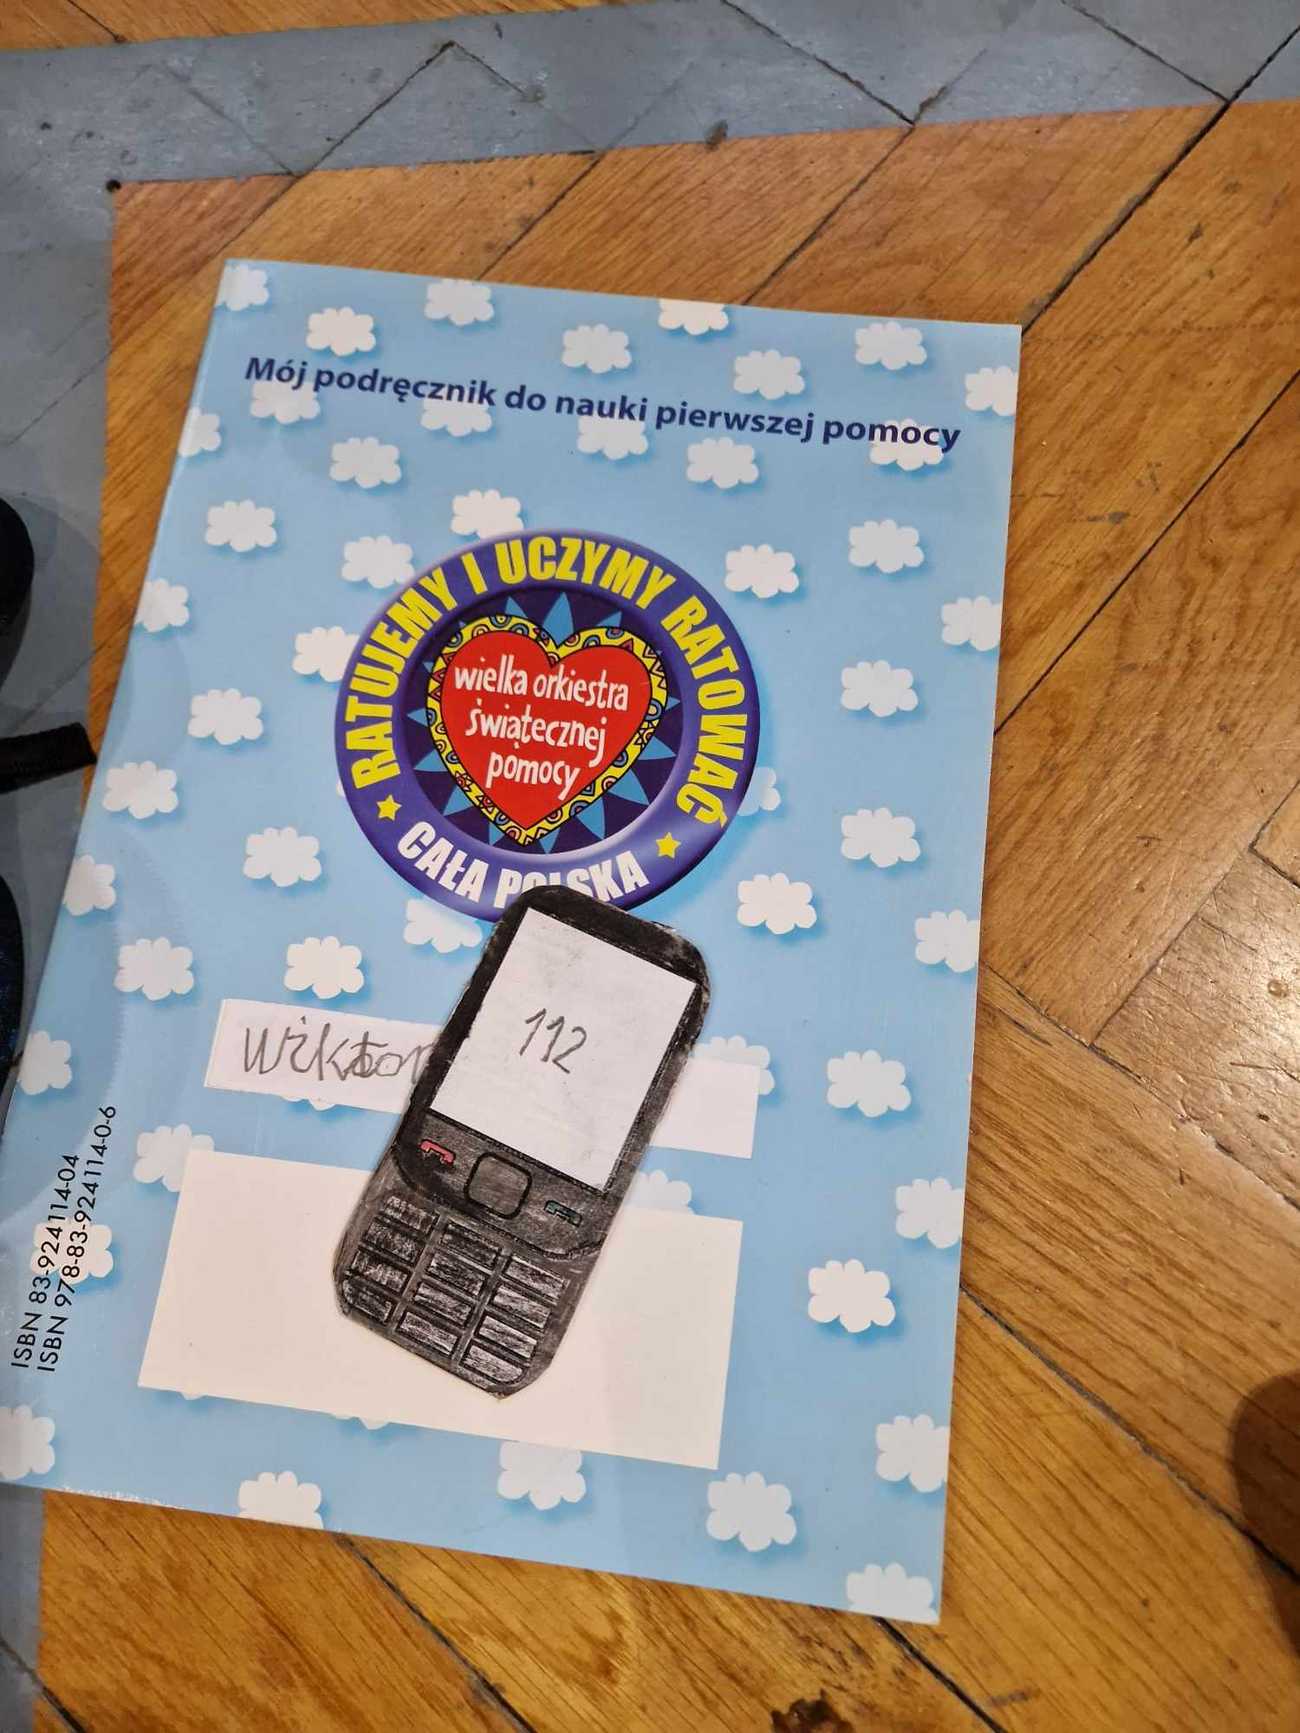 Mój podręcznik do nauki pierwszej pomocy
RATUJEMY I UCZYMY RATOWAĆ
wielka orkiestra
świątecznej
pomocy
CAŁA POLSKA
112
Wiktor
ISBN 83-924114-04
ISBN 978-83-924114-0-6